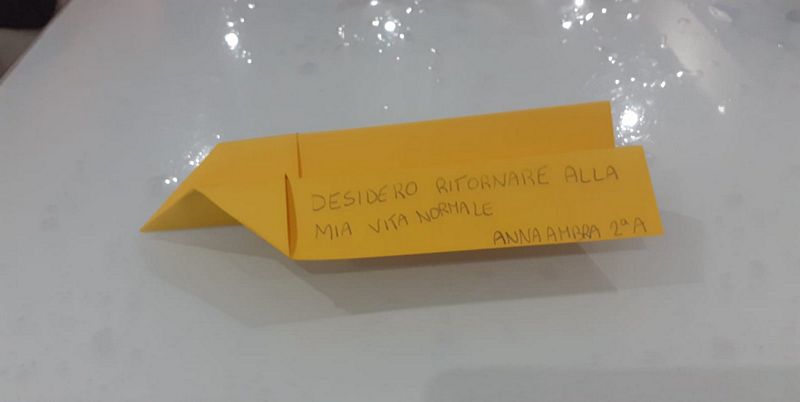 DESIDERO RITORNARE ALLA
MIA VITA NORMALE
ANNA AMBRA 2ª A